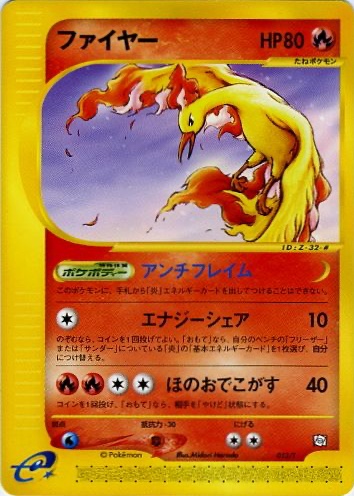 ファイヤー HP80
たねポケモン
ID:Z-32-#
特殊体質
ポケボディー アンチフレイム
このポケモンに、手札から「炎」エネルギーカードを出してつけることはできない。
エナジーシェア 10
のぞむなら、コインを1回投げてよい。「おもて」なら、自分のベンチの「フリーザー」
または「サンダー」についている「炎」の「基本エネルギーカード」を1枚選び、自分
につけ替える。
ほのおでこがす 40
コインを1回投げ、「おもて」なら、相手を「やけど」状態にする。
弱点 抵抗力-30 にげる
©Pokémon Illus.Midori Harada
e